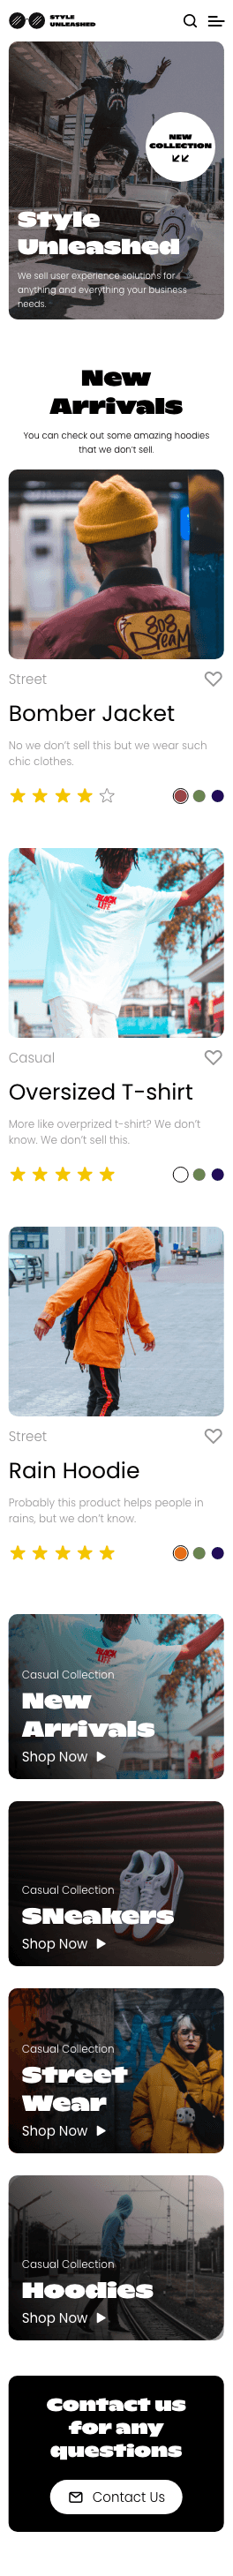 STYLE
UNLEASHED
NEW
COLLECTION
Style
Unleashed
We sell user experience solutions for
anything and everything your business
needs.
New
Arrivals
You can check out some amazing hoodies
that we don't sell.
808
Dream
Street
Bomber Jacket
No we don't sell this but we wear such
chic colthes.
BLACK
LIFE
Casual
Oversized T-shirt
More like overprized t-shirt? We don't
know. We don't sell this.
Street
Rain Hoodie
Probably this product helps people in
rains, but we don't know.
Casual Collection
New
Arrivals
Shop Now
Casual Collection
SNeakers
Shop Now
Casual Collection
Street
Wear
Shop Now
Casual Collection
Hoodies
Shop Now
Contact us
for any
questions
Contact Us